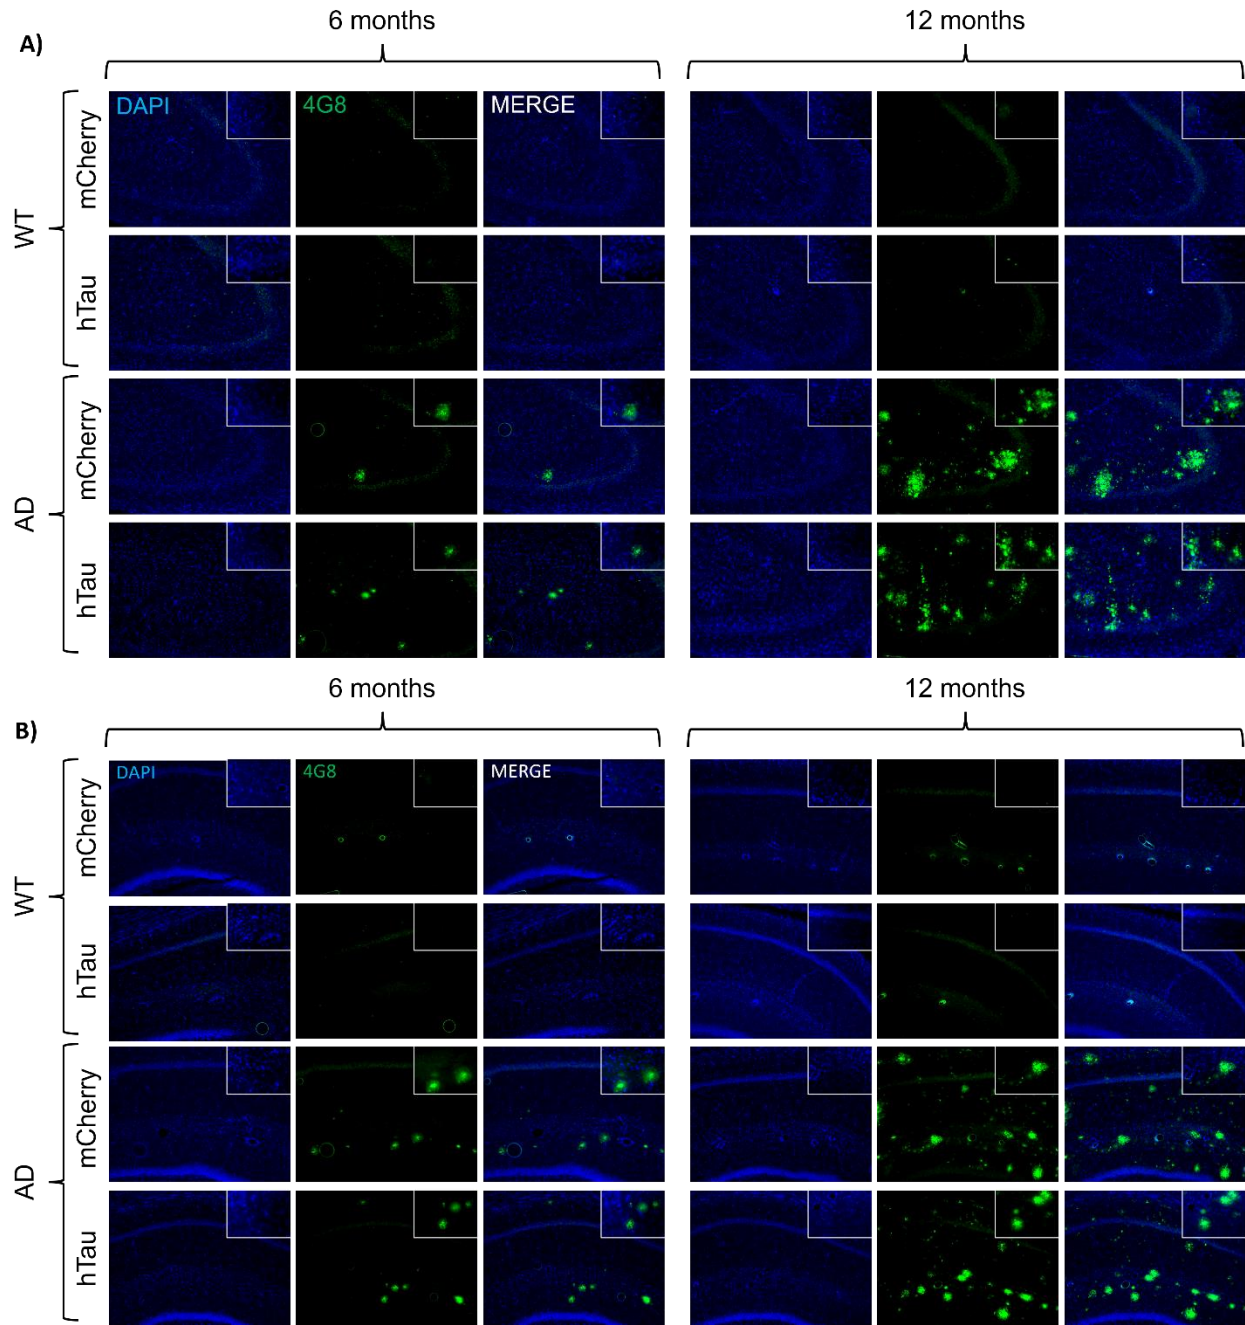 6 months
12 months
A)
DAPI
4G8
MERGE
WT
mCherry
hTau
AD
mCherry
hTau
6 months
12 months
B)
DAPI
4G8
MERGE
WT
mCherry
hTau
AD
mCherry
hTau